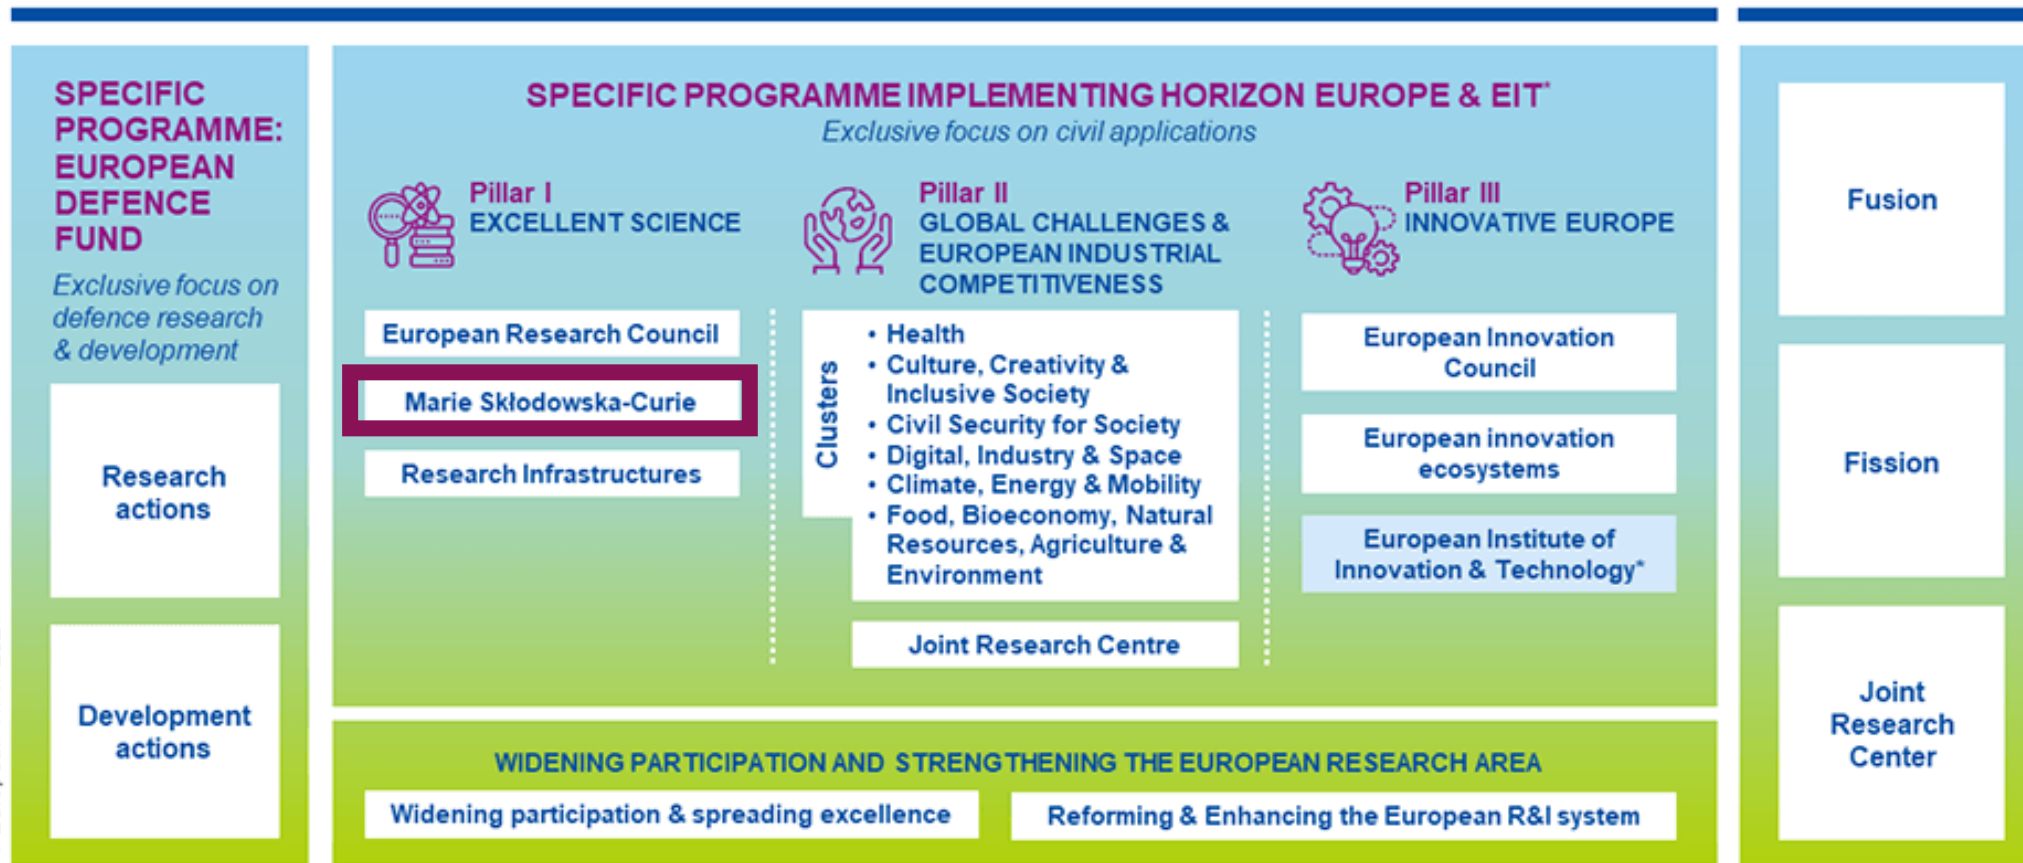 SPECIFIC
PROGRAMME:
EUROPEAN
DEFENCE
FUND
Exclusive focus on
defence research
& development
Research
actions
Development
actions
SPECIFIC PROGRAMME IMPLEMENTING HORIZON EUROPE & EIT*
Exclusive focus on civil applications
Pillar I
EXCELLENT SCIENCE
European Research Council
Marie Skłodowska-Curie
Research Infrastructures
Pillar II
GLOBAL CHALLENGES &
EUROPEAN INDUSTRIAL
COMPETITIVENESS
Clusters
• Health
• Culture, Creativity &
Inclusive Society
• Civil Security for Society
• Digital, Industry & Space
• Climate, Energy & Mobility
• Food, Bioeconomy, Natural
Resources, Agriculture &
Environment
Joint Research Centre
Pillar III
INNOVATIVE EUROPE
European Innovation
Council
European innovation
ecosystems
European Institute of
Innovation & Technology*
WIDENING PARTICIPATION AND STRENGTHENING THE EUROPEAN RESEARCH AREA
Widening participation & spreading excellence
Reforming & Enhancing the European R&I system
Fusion
Fission
Joint
Research
Center